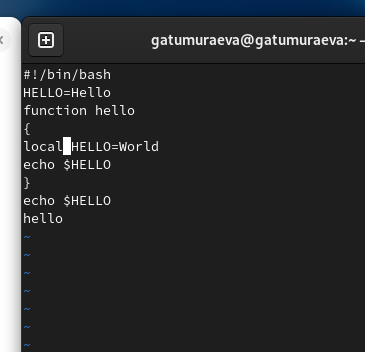 gatumuraeva@gatumuraeva:~ –
#!/bin/bash
HELLO=Hello
function hello
{
local HELLO=World
echo $HELLO
}
echo $HELLO
hello
~
~
~
~
~
~
~